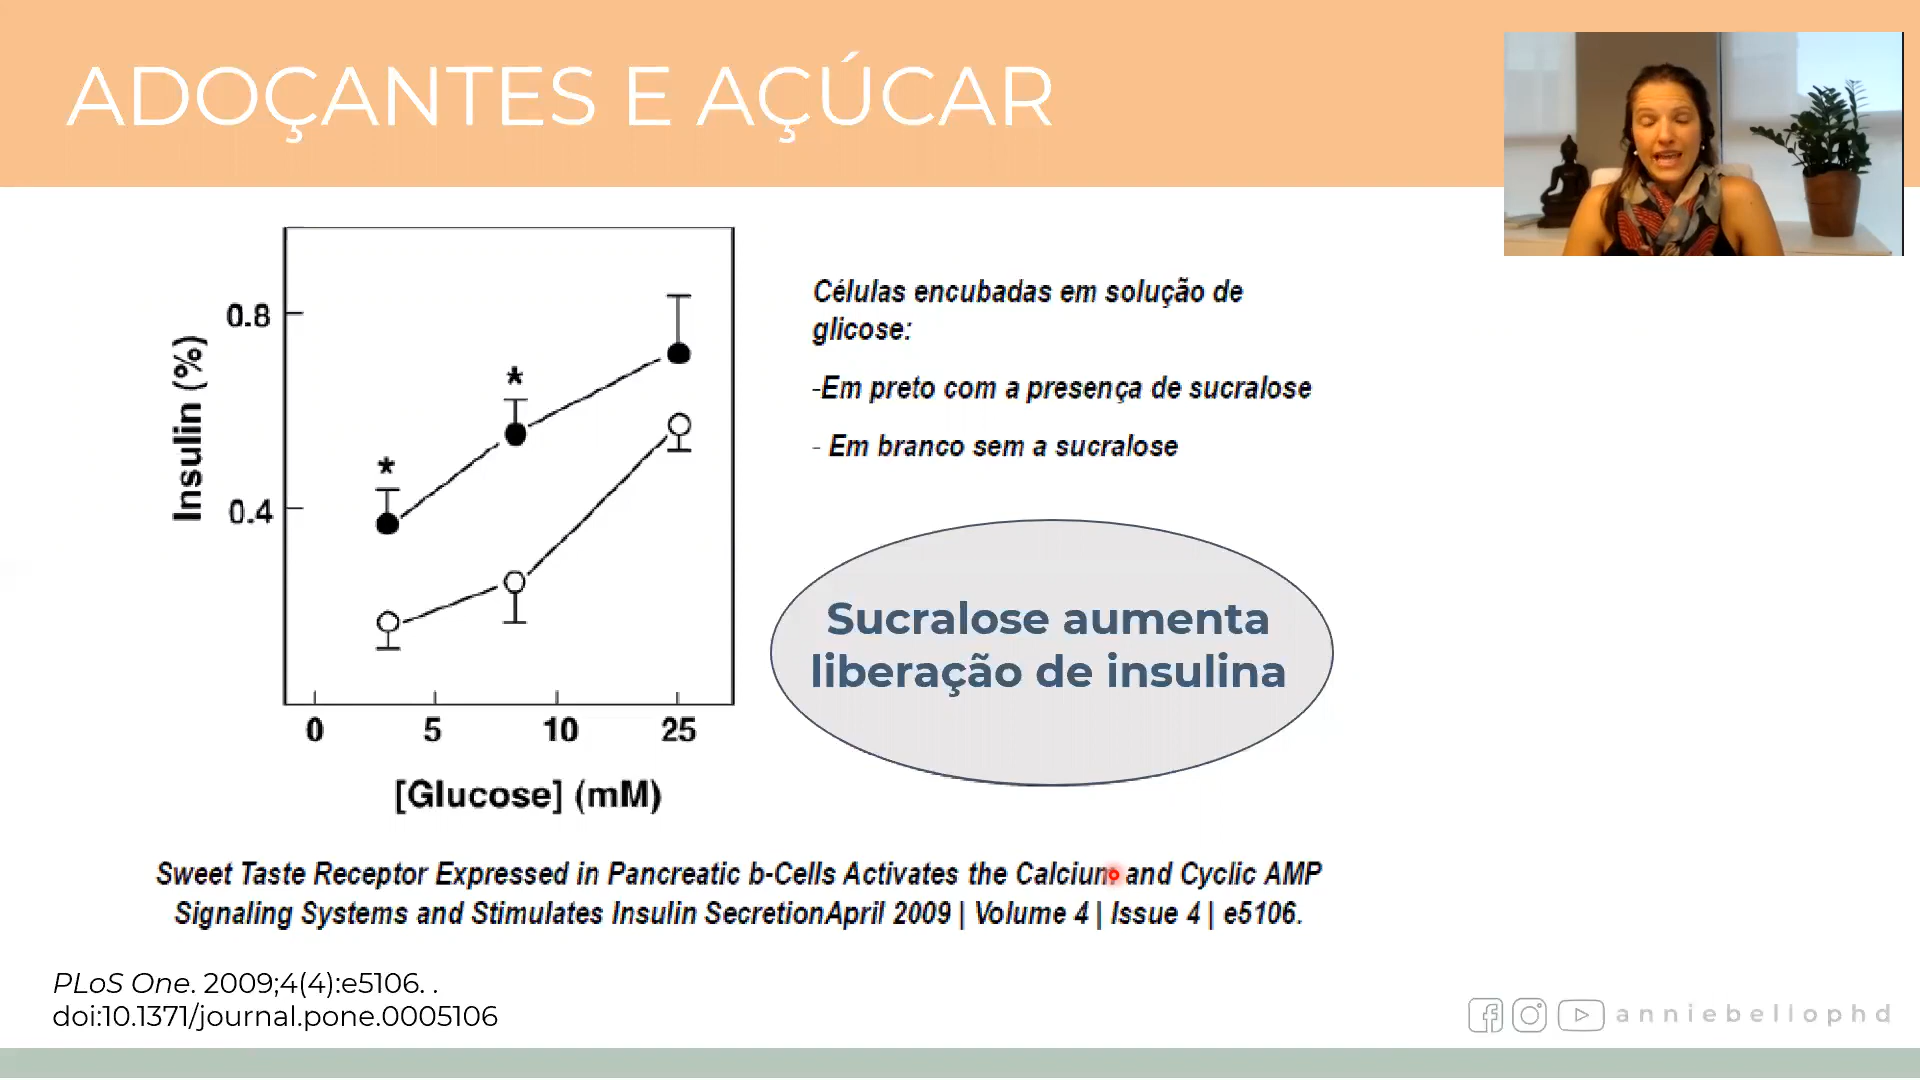 ADOÇANTES E AÇÚCAR
Insulin (%)
0.8
0.4
*
*
0
5
10
25
[Glucose] (mM)
Células encubadas em solução de
glicose:
-Em preto com a presença de sucralose
- Em branco sem a sucralose
Sucralose aumenta
liberação de insulina
Sweet Taste Receptor Expressed in Pancreatic b-Cells Activates the Calcium and Cyclic AMP
Signaling Systems and Stimulates Insulin SecretionApril 2009 | Volume 4 | Issue 4 | e5106.
PLoS One. 2009;4(4):e5106. .
doi:10.1371/journal.pone.0005106
anniebellophd